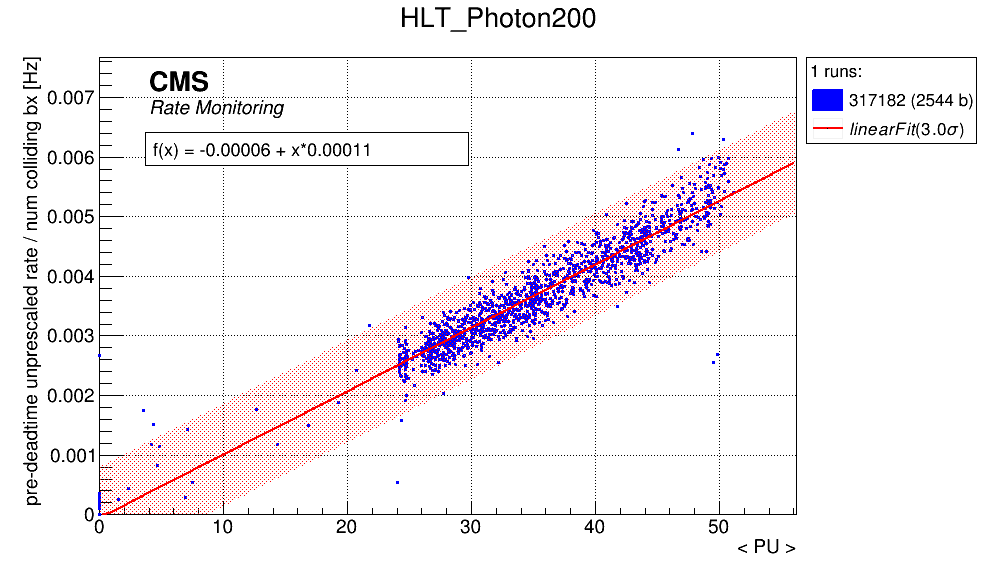 HLT_Photon200
pre-deadtime unprescaled rate / num colliding bx [Hz]
CMS
Rate Monitoring
f(x) = -0.00006 + x*0.00011
1 runs:
317182 (2544 b)
linearFit(3.0σ)
0.007
0.006
0.005
0.004
0.003
0.002
0.001
0
0 10 20 30 40 50
< PU >